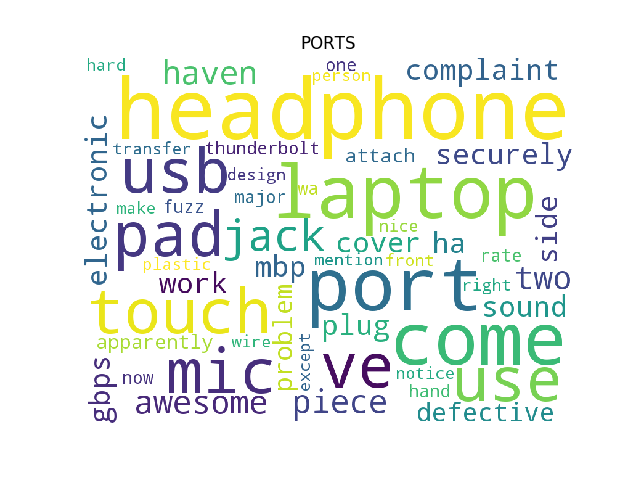 PORTS
hard
haven
one
person
complaint
headphone
electronic
transfer
thunderbolt
attach
securely
usb
design
laptop
major
wa
make
fuzz
pad
jack
nice
side
cover
ha
plastic
mbp
mention
front
rate
work
port
right
two
touch
problem
sound
plug
come
apparently
wire
except
gbps
now
mic
ve
notice
use
hand
awesome
piece
defective